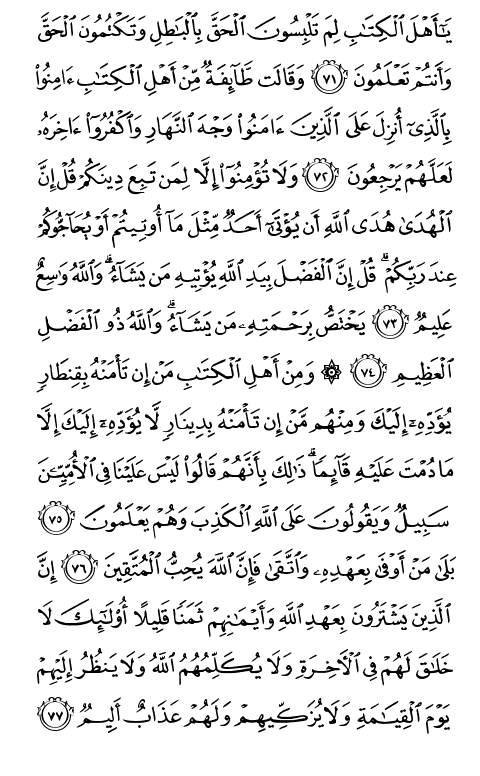 يَٰٓأَهۡلَ ٱلۡكِتَٰبِ لِمَ تَلۡبِسُونَ ٱلۡحَقَّ بِٱلۡبَٰطِلِ وَتَكۡتُمُونَ ٱلۡحَقَّ
وَأَنتُمۡ تَعۡلَمُونَ ٧١ وَقَالَت طَّآئِفَةٞ مِّنۡ أَهۡلِ ٱلۡكِتَٰبِ ءَامِنُواْ
بِٱلَّذِيٓ أُنزِلَ عَلَى ٱلَّذِينَ ءَامَنُواْ وَجۡهَ ٱلنَّهَارِ وَٱكۡفُرُوٓاْ ءَاخِرَهُۥ
لَعَلَّهُمۡ يَرۡجِعُونَ ٧٢ وَلَا تُؤۡمِنُوٓاْ إِلَّا لِمَن تَبِعَ دِينَكُمۡ قُلۡ إِنَّ
ٱلۡهُدَىٰ هُدَى ٱللَّهِ أَن يُؤۡتَىٰٓ أَحَدٞ مِّثۡلَ مَآ أُوتِيتُمۡ أَوۡ يُحَآجُّوكُمۡ
عِندَ رَبِّكُمۡۗ قُلۡ إِنَّ ٱلۡفَضۡلَ بِيَدِ ٱللَّهِ يُؤۡتِيهِ مَن يَشَآءُۗ وَٱللَّهُ وَٰسِعٌ
عَلِيمٞ ٧٣ يَخۡتَصُّ بِرَحۡمَتِهِۦ مَن يَشَآءُۗ وَٱللَّهُ ذُو ٱلۡفَضۡلِ
ٱلۡعَظِيمِ ٧٤ ۞ وَمِنۡ أَهۡلِ ٱلۡكِتَٰبِ مَنۡ إِن تَأۡمَنۡهُ بِقِنطَارٖ
يُؤَدِّهِۦٓ إِلَيۡكَ وَمِنۡهُم مَّنۡ إِن تَأۡمَنۡهُ بِدِينَارٖ لَّا يُؤَدِّهِۦٓ إِلَيۡكَ إِلَّا
مَا دُمۡتَ عَلَيۡهِ قَآئِمٗاۗ ذَٰلِكَ بِأَنَّهُمۡ قَالُواْ لَيۡسَ عَلَيۡنَا فِي ٱلۡأُمِّيِّـۧنَ
سَبِيلٞ وَيَقُولُونَ عَلَى ٱللَّهِ ٱلۡكَذِبَ وَهُمۡ يَعۡلَمُونَ ٧٥
بَلَىٰ مَنۡ أَوۡفَىٰ بِعَهۡدِهِۦ وَٱتَّقَىٰ فَإِنَّ ٱللَّهَ يُحِبُّ ٱلۡمُتَّقِينَ ٧٦ إِنَّ
ٱلَّذِينَ يَشۡتَرُونَ بِعَهۡدِ ٱللَّهِ وَأَيۡمَٰنِهِمۡ ثَمَنٗا قَلِيلًا أُوْلَٰٓئِكَ لَا
خَلَٰقَ لَهُمۡ فِي ٱلۡأٓخِرَةِ وَلَا يُكَلِّمُهُمُ ٱللَّهُ وَلَا يَنظُرُ إِلَيۡهِمۡ
يَوۡمَ ٱلۡقِيَٰمَةِ وَلَا يُزَكِّيهِمۡ وَلَهُمۡ عَذَابٌ أَلِيمٞ ٧٧